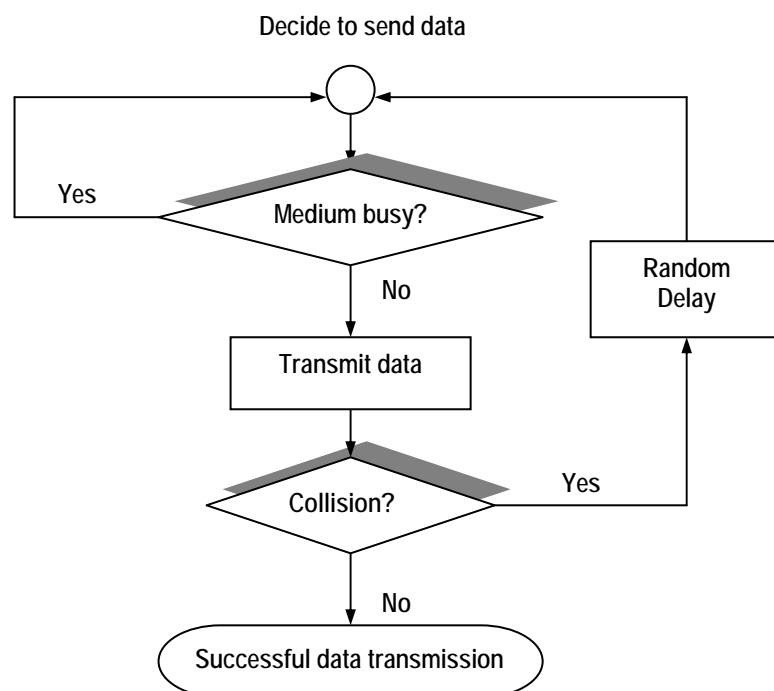 Decide to send data
Yes
Medium busy?
No
Random
Delay
Transmit data
Collision?
Yes
No
Successful data transmission